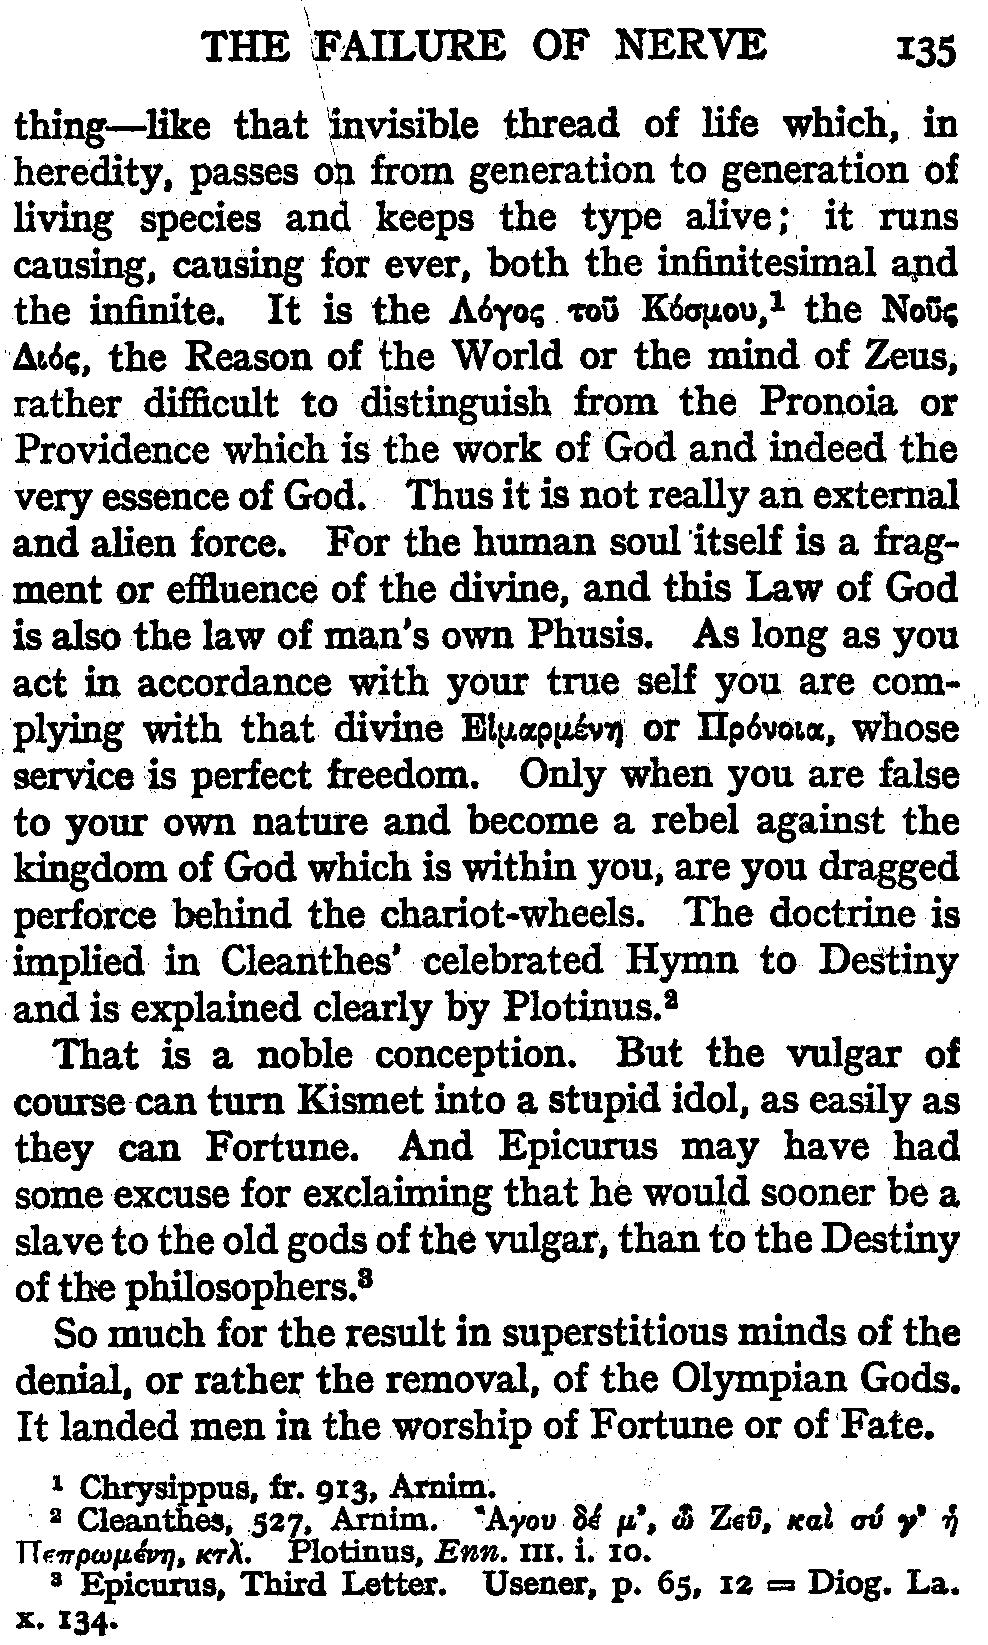 THE FAILURE OF NERVE 135
thing—like that invisible thread of life which, in
heredity, passes on from generation to generation of
living species and keeps the type alive; it runs
causing, causing for ever, both the infinitesimal and
the infinite. It is the Λόγος τοῦ Κόσμου,¹ the Νοῦς
Διός, the Reason of the World or the mind of Zeus,
rather difficult to distinguish from the Pronoia or
Providence which is the work of God and indeed the
very essence of God. Thus it is not really an external
and alien force. For the human soul itself is a frag-
ment or effluence of the divine, and this Law of God
is also the law of man's own Phusis. As long as you
act in accordance with your true self you are com-
plying with that divine Εἱμαρμένη or Πρόνοια, whose
service is perfect freedom. Only when you are false
to your own nature and become a rebel against the
kingdom of God which is within you, are you dragged
perforce behind the chariot-wheels. The doctrine is
implied in Cleanthes' celebrated Hymn to Destiny
and is explained clearly by Plotinus.²
That is a noble conception. But the vulgar of
course can turn Kismet into a stupid idol, as easily as
they can Fortune. And Epicurus may have had
some excuse for exclaiming that he would sooner be a
slave to the old gods of the vulgar, than to the Destiny
of the philosophers.³
So much for the result in superstitious minds of the
denial, or rather the removal, of the Olympian Gods.
It landed men in the worship of Fortune or of Fate.
¹ Chrysippus, fr. 913, Arnim.
² Cleanthes, 527, Arnim. Ἄγου δέ μ', ὦ Ζεῦ, καὶ σύ γ' ἡ
Πεπρωμένη, κτλ. Plotinus, Enn. III. i. 10.
³ Epicurus, Third Letter. Usener, p. 65, 12 = Diog. La.
x. 134.